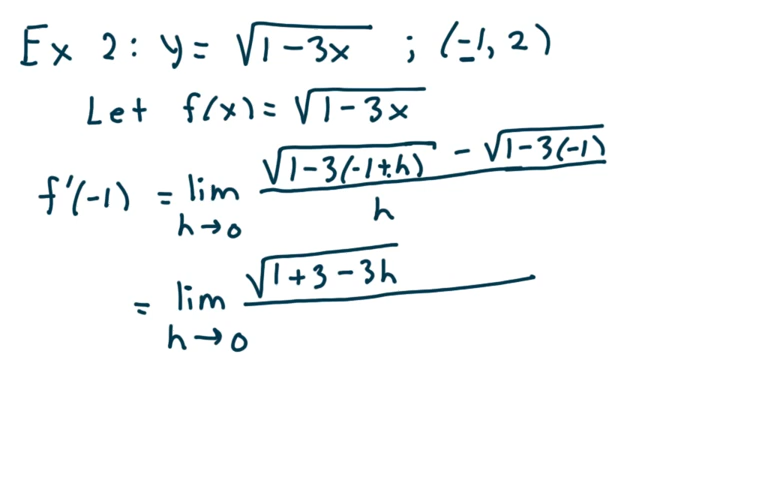 Ex 2: y = √(1-3x) ; (-1, 2)
Let f(x) = √(1-3x)
f'(-1) = lim h→0 (√(1-3(-1+h)) - √(1-3(-1))) / h
= lim h→0 √(1+3-3h)